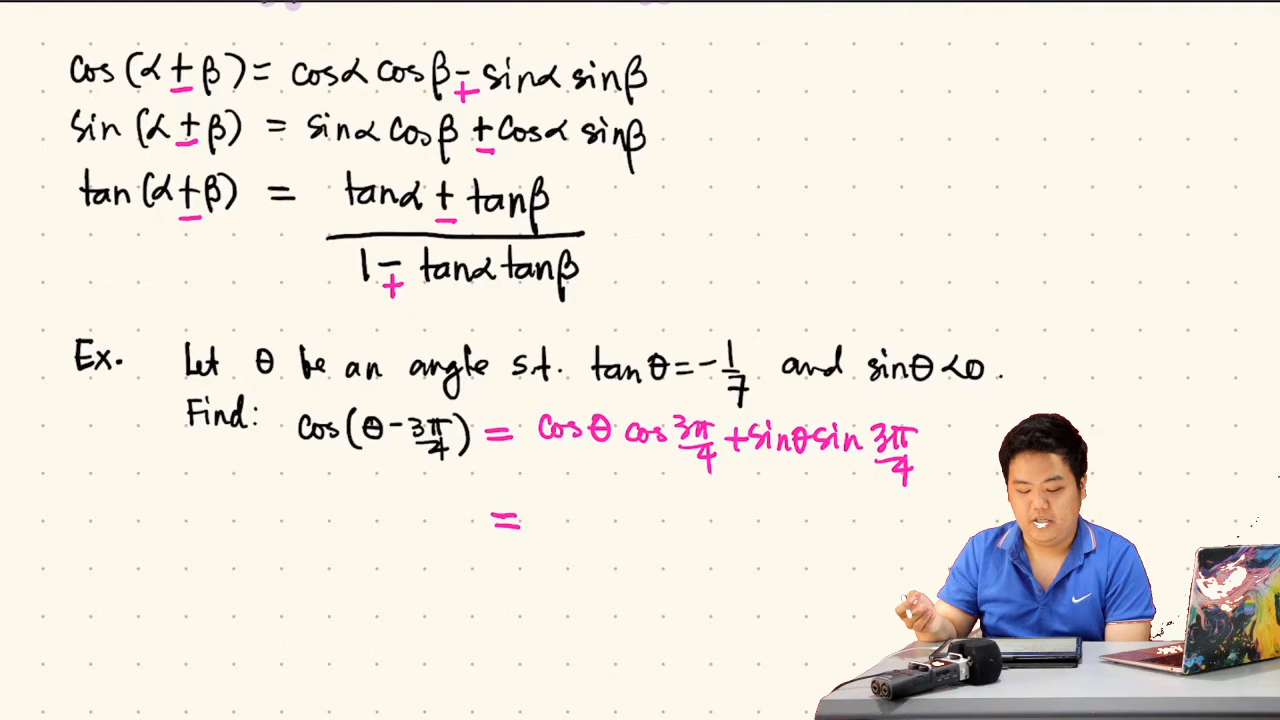 cos(α ± β) = cosα cosβ ∓ sinα sinβ
sin(α ± β) = sinα cosβ ± cosα sinβ
tan(α ± β) = tanα ± tanβ
1 ∓ tanα tanβ
Ex. Let θ be an angle s.t. tanθ = -1/7 and sinθ < 0.
Find: cos(θ - 3π/4) = cosθ cos 3π/4 + sinθ sin 3π/4
=